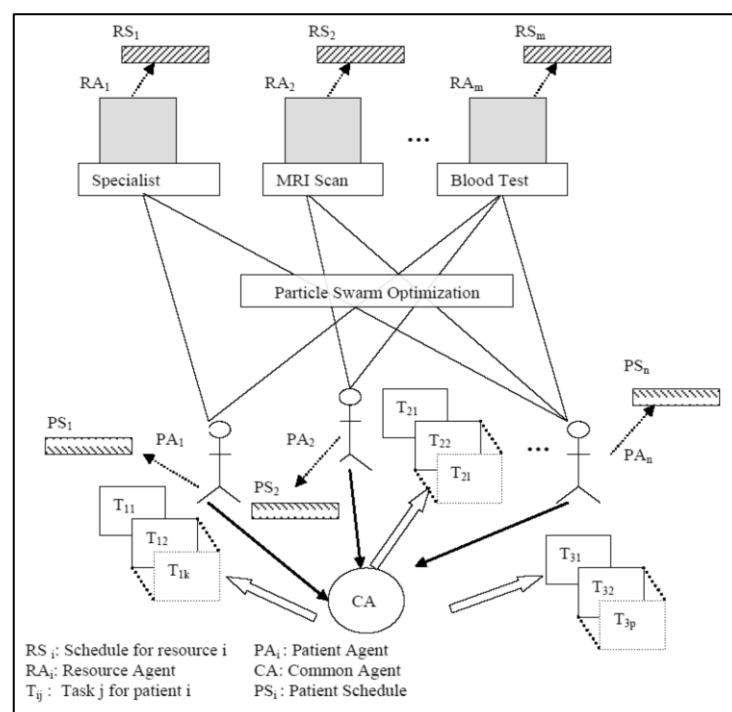 RS1 RS2 RSm
RA1 RA2 RAm
...
Specialist MRI Scan Blood Test
Particle Swarm Optimization
PSn
T21
PS1 PA1 PA2 T22 ... PAn
T2l
PS2
T11
T12 T31
T1k CA T32
T3p
RS i: Schedule for resource i PAi: Patient Agent
RAi: Resource Agent CA: Common Agent
Tij : Task j for patient i PSi: Patient Schedule